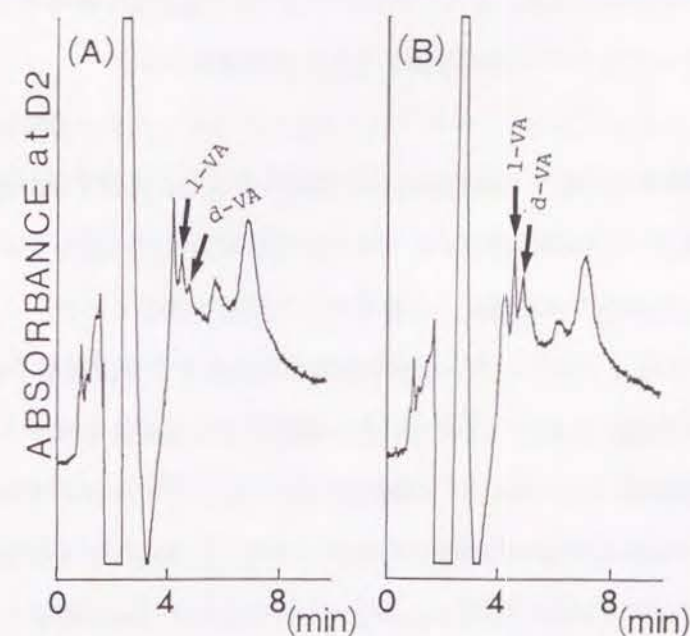 (A)
(B)
ABSORBANCE at D2
l-VA
d-VA
l-VA
d-VA
0
4
8
(min)
0
4
8
(min)